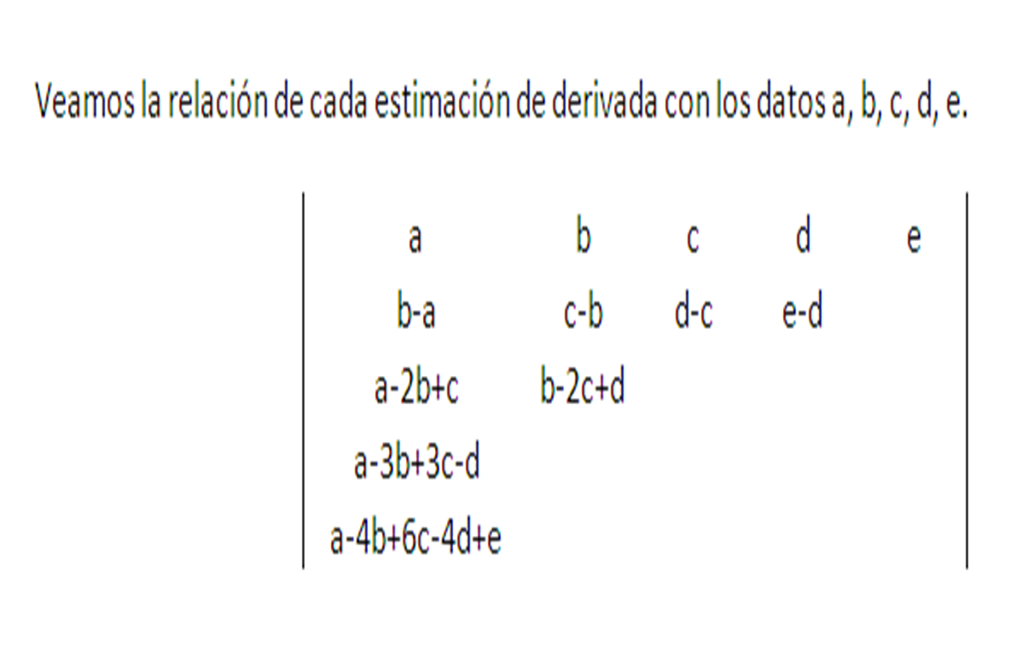 Veamos la relación de cada estimación de derivada con los datos a, b, c, d, e.
a b c d e
b-a c-b d-c e-d
a-2b+c b-2c+d
a-3b+3c-d
a-4b+6c-4d+e